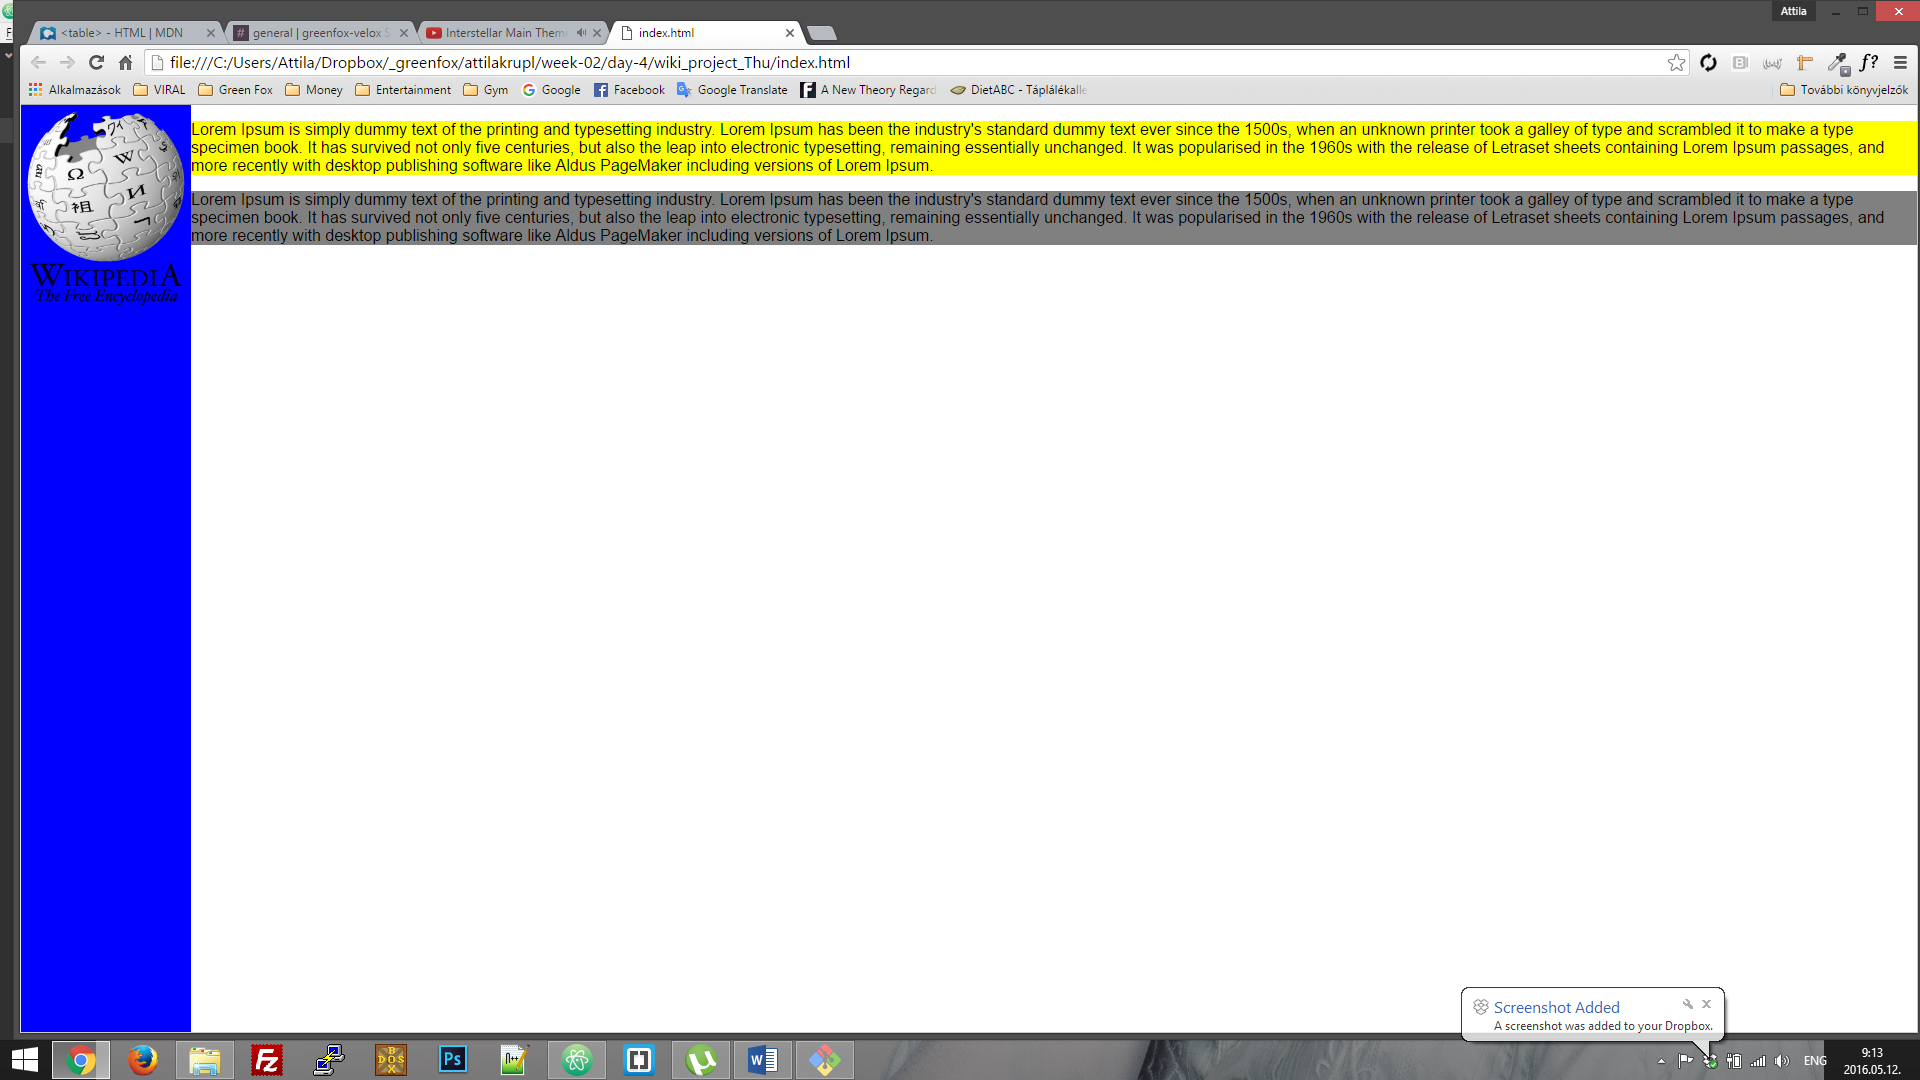 Attila
<table> - HTML | MDN
general | greenfox-velox S
Interstellar Main Theme
index.html
file:///C:/Users/Attila/Dropbox/_greenfox/attilakrupl/week-02/day-4/wiki_project_Thu/index.html
Alkalmazások
VIRAL
Green Fox
Money
Entertainment
Gym
Google
Facebook
Google Translate
A New Theory Regard
DietABC - Táplálékalle
További könyvjelzők
Lorem Ipsum is simply dummy text of the printing and typesetting industry. Lorem Ipsum has been the industry's standard dummy text ever since the 1500s, when an unknown printer took a galley of type and scrambled it to make a type
specimen book. It has survived not only five centuries, but also the leap into electronic typesetting, remaining essentially unchanged. It was popularised in the 1960s with the release of Letraset sheets containing Lorem Ipsum passages, and
more recently with desktop publishing software like Aldus PageMaker including versions of Lorem Ipsum.
Lorem Ipsum is simply dummy text of the printing and typesetting industry. Lorem Ipsum has been the industry's standard dummy text ever since the 1500s, when an unknown printer took a galley of type and scrambled it to make a type
specimen book. It has survived not only five centuries, but also the leap into electronic typesetting, remaining essentially unchanged. It was popularised in the 1960s with the release of Letraset sheets containing Lorem Ipsum passages, and
more recently with desktop publishing software like Aldus PageMaker including versions of Lorem Ipsum.
W
Ω
И
祖
WIKIPEDIA
The Free Encyclopedia
Screenshot Added
A screenshot was added to your Dropbox.
ENG
9:13
2016.05.12.